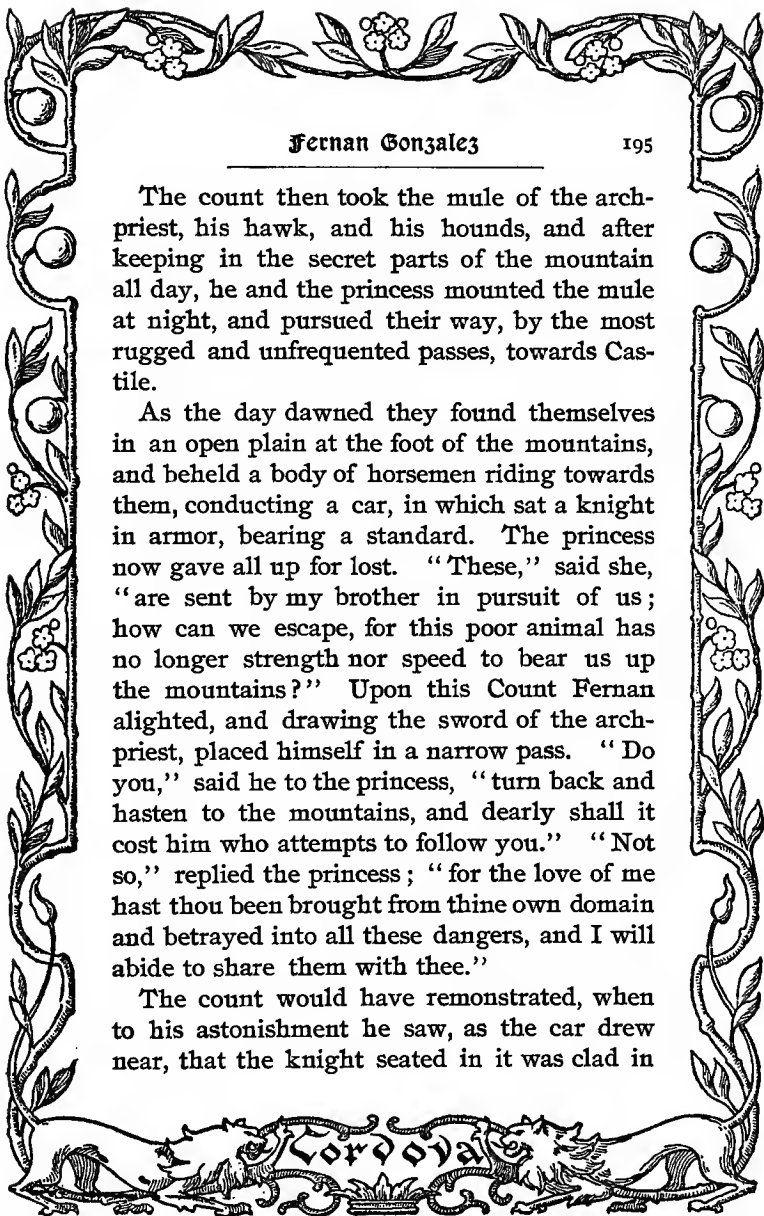 Fernan Gonzalez 195
The count then took the mule of the arch-
priest, his hawk, and his hounds, and after
keeping in the secret parts of the mountain
all day, he and the princess mounted the mule
at night, and pursued their way, by the most
rugged and unfrequented passes, towards Cas-
tile.
As the day dawned they found themselves
in an open plain at the foot of the mountains,
and beheld a body of horsemen riding towards
them, conducting a car, in which sat a knight
in armor, bearing a standard. The princess
now gave all up for lost. “These,” said she,
“are sent by my brother in pursuit of us;
how can we escape, for this poor animal has
no longer strength nor speed to bear us up
the mountains?” Upon this Count Fernan
alighted, and drawing the sword of the arch-
priest, placed himself in a narrow pass. “Do
you,” said he to the princess, “turn back and
hasten to the mountains, and dearly shall it
cost him who attempts to follow you.” “Not
so,” replied the princess; “for the love of me
hast thou been brought from thine own domain
and betrayed into all these dangers, and I will
abide to share them with thee.”
The count would have remonstrated, when
to his astonishment he saw, as the car drew
near, that the knight seated in it was clad in
Cordova